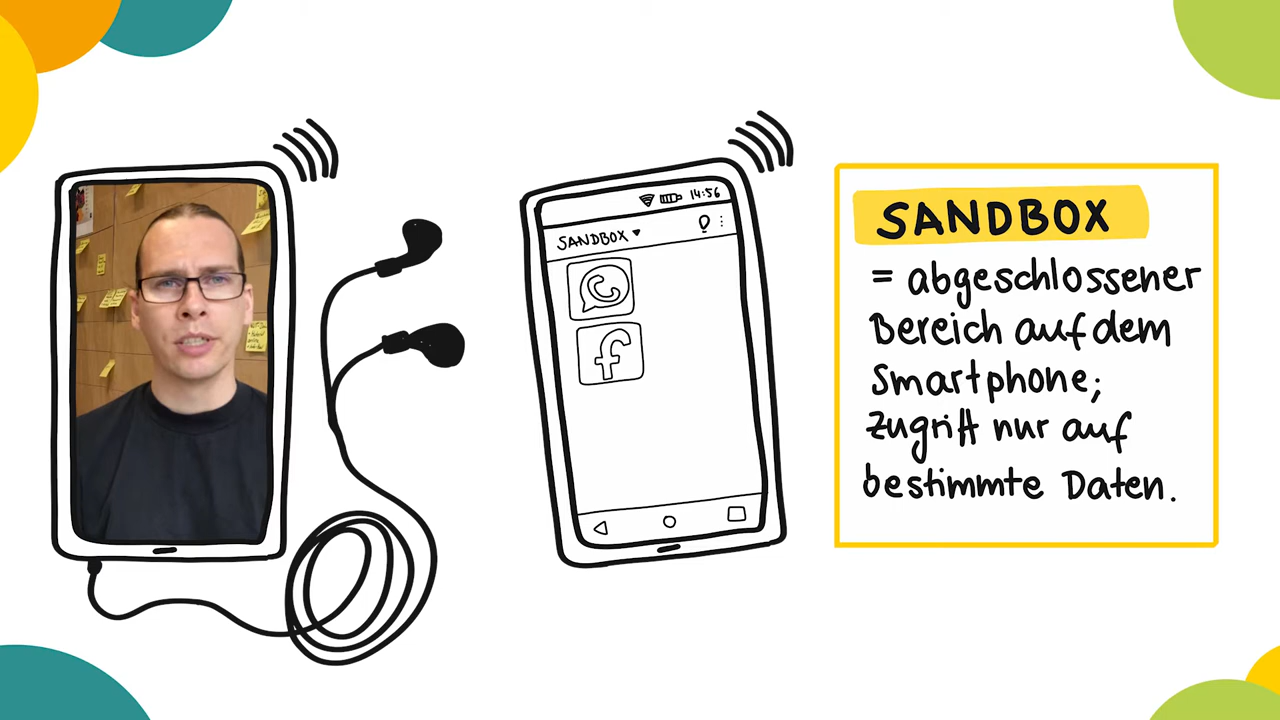 14:56
SANDBOX
SANDBOX
= abgeschlossener
Bereich auf dem
Smartphone;
Zugriff nur auf
bestimmte Daten.